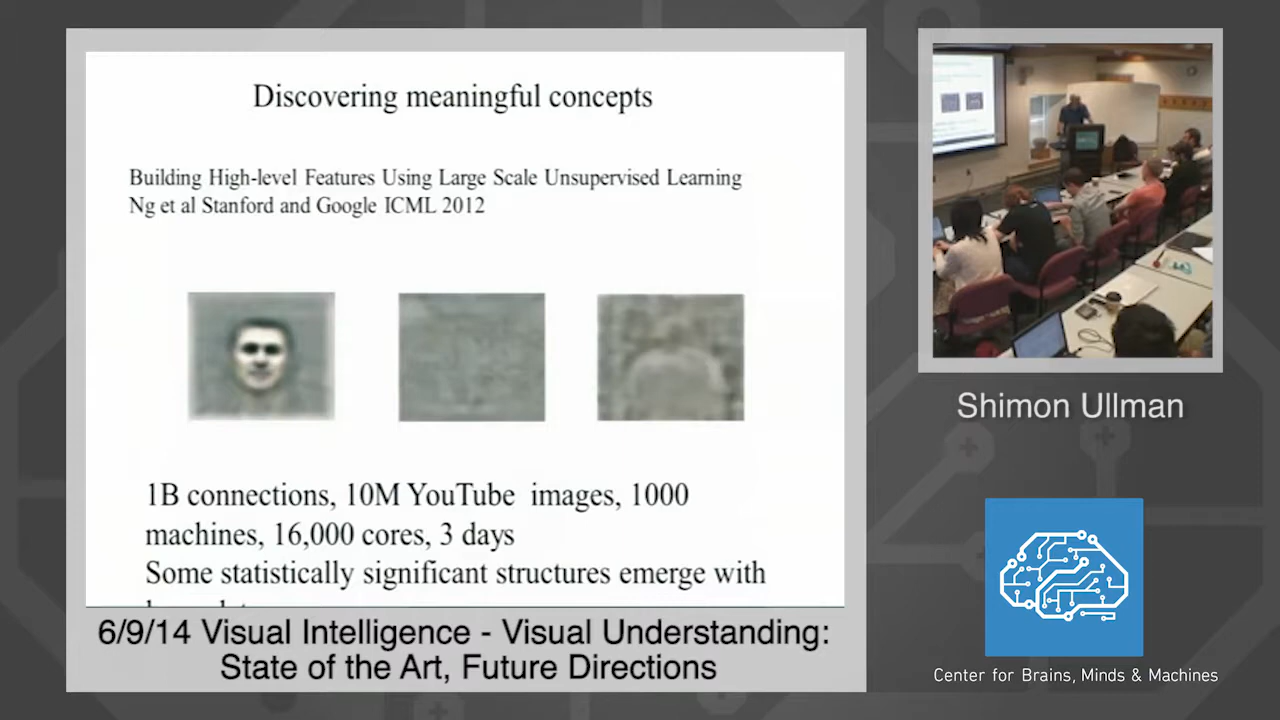 Discovering meaningful concepts
Building High-level Features Using Large Scale Unsupervised Learning
Ng et al Stanford and Google ICML 2012
1B connections, 10M YouTube images, 1000
machines, 16,000 cores, 3 days
Some statistically significant structures emerge with
6/9/14 Visual Intelligence - Visual Understanding:
State of the Art, Future Directions
Shimon Ullman
Center for Brains, Minds & Machines